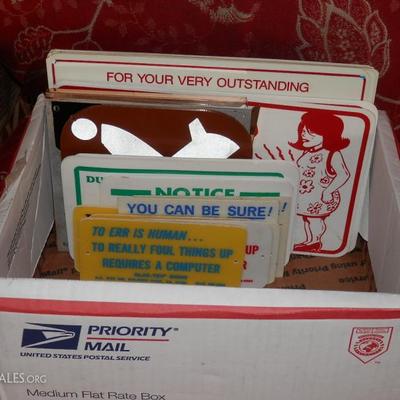 FOR YOUR VERY OUTSTANDING
DU
NOTICE
YOU CAN BE SURE!
TO ERR IS HUMAN...
TO REALLY FOUL THINGS UP
REQUIRES A COMPUTER
UP
PRIORITY
MAIL
UNITED STATES POSTAL SERVICE
Medium Flat Rate Box
ALES.ORG